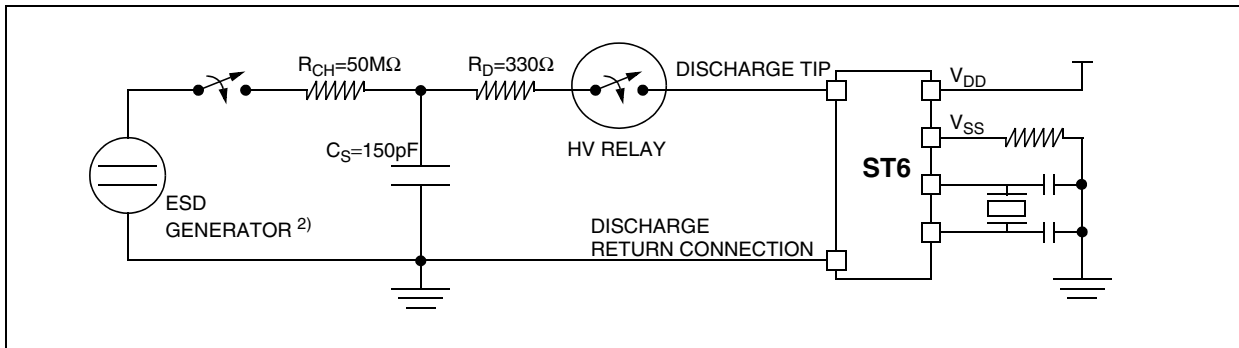 R_CH=50MΩ
R_D=330Ω
DISCHARGE TIP
V_DD
V_SS
C_S=150pF
HV RELAY
ST6
ESD
GENERATOR 2)
DISCHARGE
RETURN CONNECTION